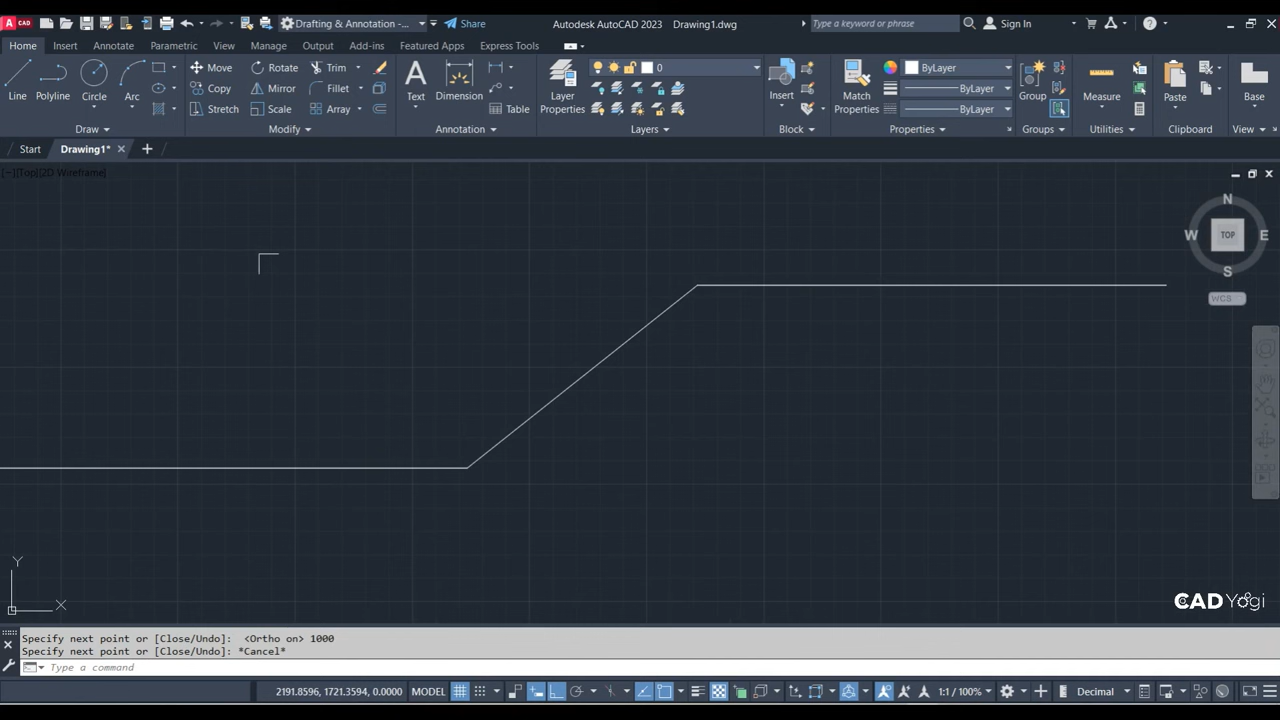 CAD Drafting & Annotation -... Share Autodesk AutoCAD 2023 Drawing1.dwg Type a keyword or phrase Sign In
Home Insert Annotate Parametric View Manage Output Add-ins Featured Apps Express Tools
Line Polyline Circle Arc Move Rotate Trim Copy Mirror Fillet Stretch Scale Array Text Dimension Table Layer Properties 0 Insert Match Properties ByLayer ByLayer ByLayer Group Measure Paste Base
Draw Modify Annotation Layers Block Properties Groups Utilities Clipboard View
Start Drawing1*
[−][Top][2D Wireframe]
N
W TOP E
S
WCS
Y
X
CAD Yogi
Specify next point or [Close/Undo]: <Ortho on> 1000
Specify next point or [Close/Undo]: *Cancel*
Type a command
2191.8596, 1721.3594, 0.0000 MODEL 1:1 / 100% Decimal